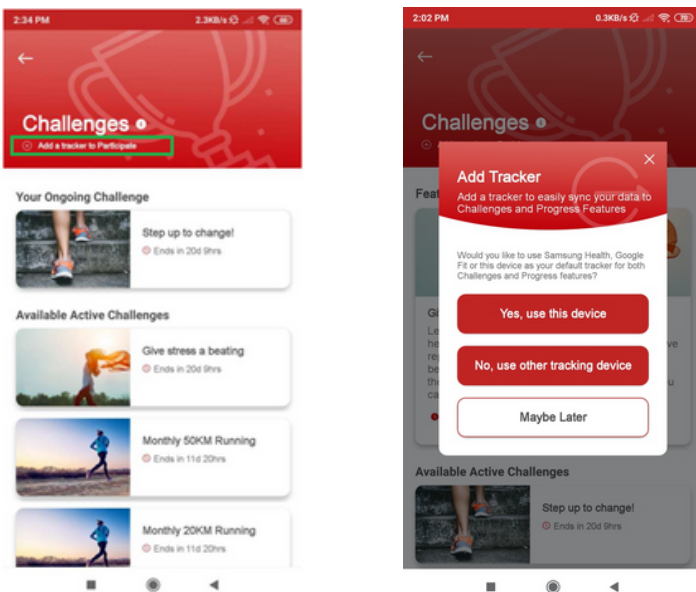 2:34 PM
2.3KB/s
Challenges
Add a tracker to Participate
Your Ongoing Challenge
Step up to change!
Ends in 20d 9hrs
Available Active Challenges
Give stress a beating
Ends in 20d 9hrs
Monthly 50KM Running
Ends in 11d 20hrs
Monthly 20KM Running
Ends in 11d 20hrs
2:02 PM
0.3KB/s
70
Challenges
Add Tracker
Add a tracker to easily sync your data to
Challenges and Progress Features
Would you like to use Samsung Health, Google
Fit or this device as your default tracker for both
Challenges and Progress features?
Yes, use this device
No, use other tracking device
Maybe Later
Available Active Challenges
Step up to change!
Ends in 20d 9hrs